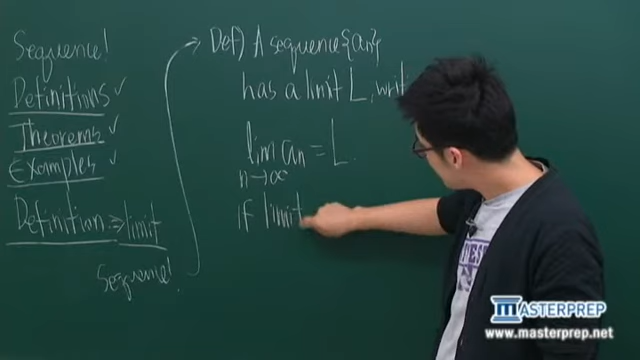 Sequence!
Definitions ✓
Theorems ✓
Examples ✓
Definition ⇒ limit
Sequence!
Def) A sequence {an}
has a limit L, writ
lim an = L.
n→∞
if limit
MASTERPREP
www.masterprep.net